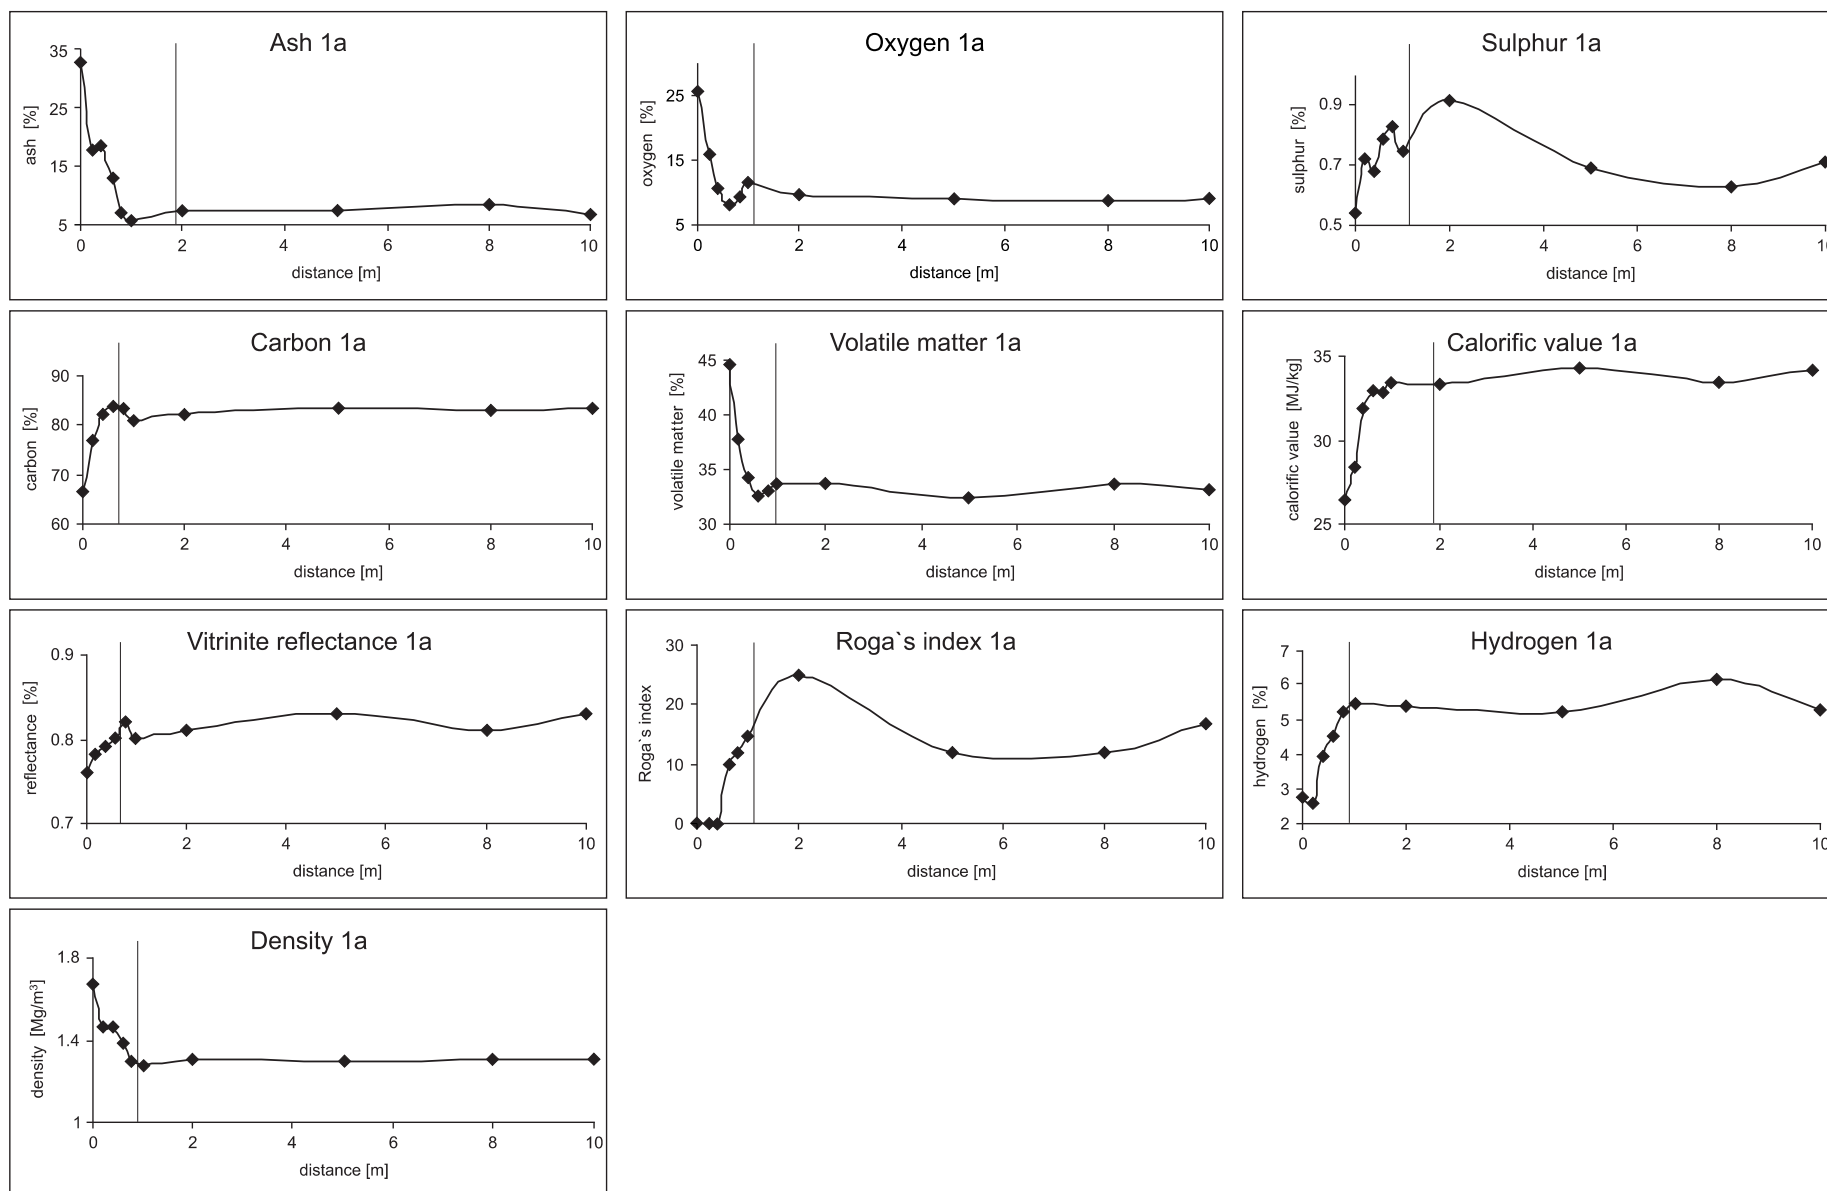 Ash 1a
35
25
15
5
ash [%]
0 2 4 6 8 10
distance [m]
Oxygen 1a
25
15
5
oxygen [%]
0 2 4 6 8 10
distance [m]
Sulphur 1a
0.9
0.7
0.5
sulphur [%]
0 2 4 6 8 10
distance [m]
Carbon 1a
90
80
70
60
carbon [%]
0 2 4 6 8 10
distance [m]
Volatile matter 1a
45
40
35
30
volatile matter [%]
0 2 4 6 8 10
distance [m]
Calorific value 1a
35
30
25
calorific value [MJ/kg]
0 2 4 6 8 10
distance [m]
Vitrinite reflectance 1a
0.9
0.8
0.7
reflectance [%]
0 2 4 6 8 10
distance [m]
Roga`s index 1a
30
20
10
0
Roga`s index
0 2 4 6 8 10
distance [m]
Hydrogen 1a
7
6
5
4
3
2
hydrogen [%]
0 2 4 6 8 10
distance [m]
Density 1a
1.8
1.4
1
density [Mg/m³]
0 2 4 6 8 10
distance [m]